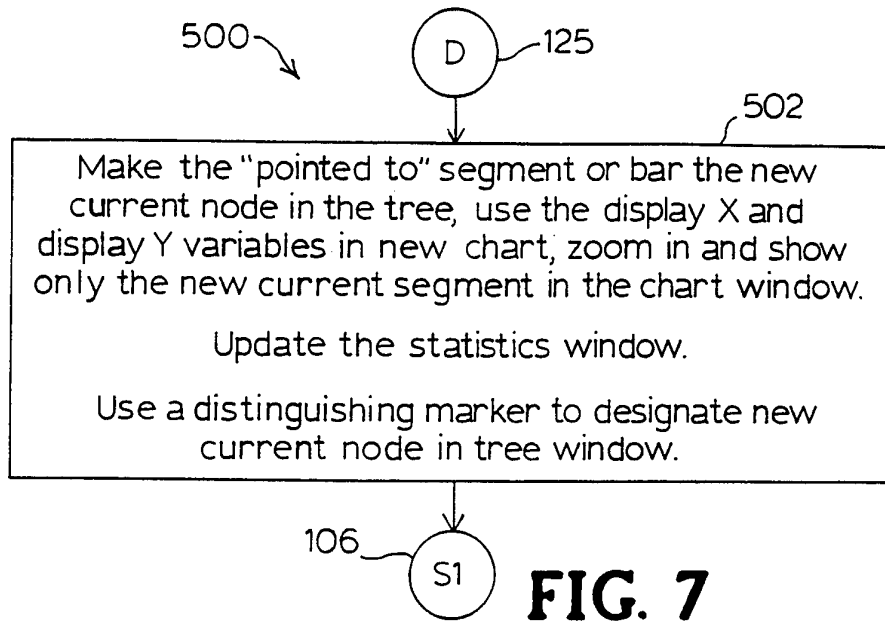 500
D
125
502
Make the "pointed to" segment or bar the new
current node in the tree, use the display X and
display Y variables in new chart, zoom in and show
only the new current segment in the chart window.
Update the statistics window.
Use a distinguishing marker to designate new
current node in tree window.
106
S1
FIG. 7